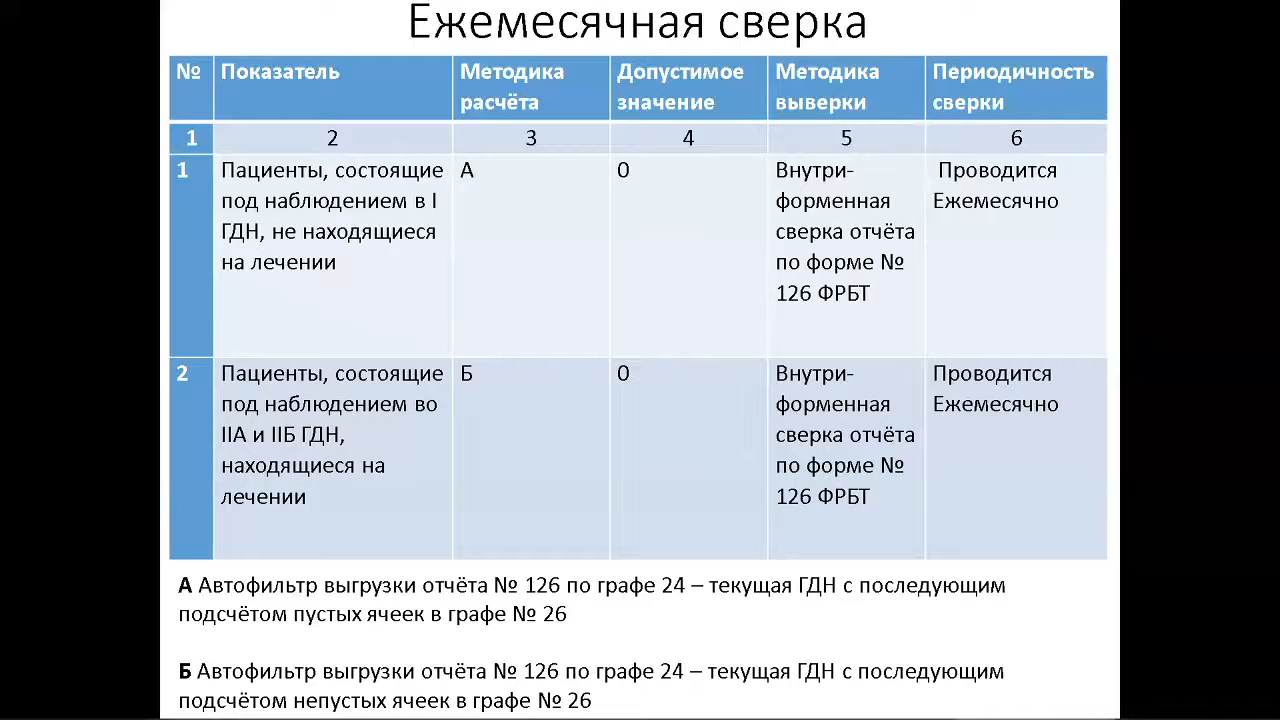 Ежемесячная сверка
№ Показатель Методика расчёта Допустимое значение Методика выверки Периодичность сверки
1 2 3 4 5 6
1 Пациенты, состоящие А 0 Внутри- Проводится
под наблюдением в I форменная Ежемесячно
ГДН, не находящиеся сверка отчёта
на лечении по форме №
126 ФРБТ
2 Пациенты, состоящие Б 0 Внутри- Проводится
под наблюдением во форменная Ежемесячно
IIА и IIБ ГДН, сверка отчёта
находящиеся на по форме №
лечении 126 ФРБТ
А Автофильтр выгрузки отчёта № 126 по графе 24 – текущая ГДН с последующим
подсчётом пустых ячеек в графе № 26
Б Автофильтр выгрузки отчёта № 126 по графе 24 – текущая ГДН с последующим
подсчётом непустых ячеек в графе № 26